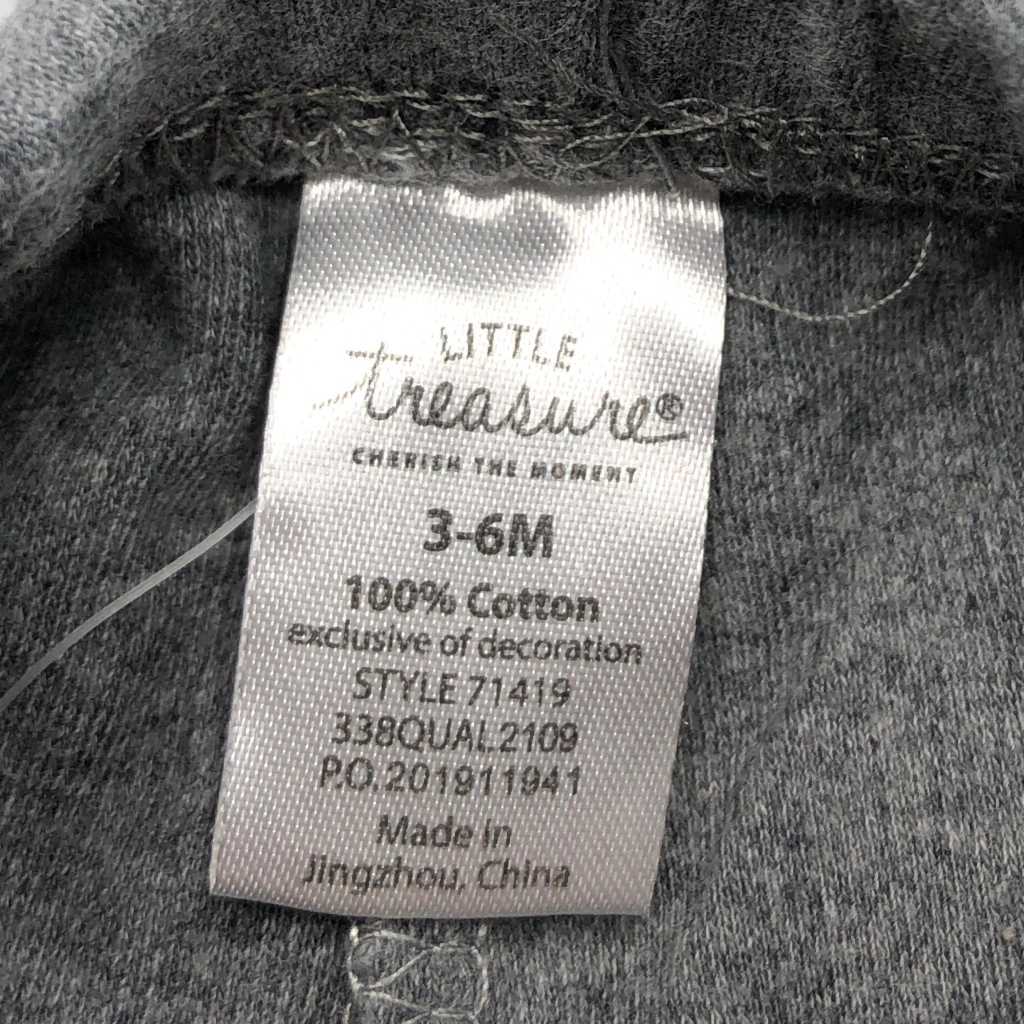 LITTLE
treasure®
CHERISH THE MOMENT
3-6M
100% Cotton
exclusive of decoration
STYLE 71419
338QUAL2109
P.O.201911941
Made in
Jingzhou, China